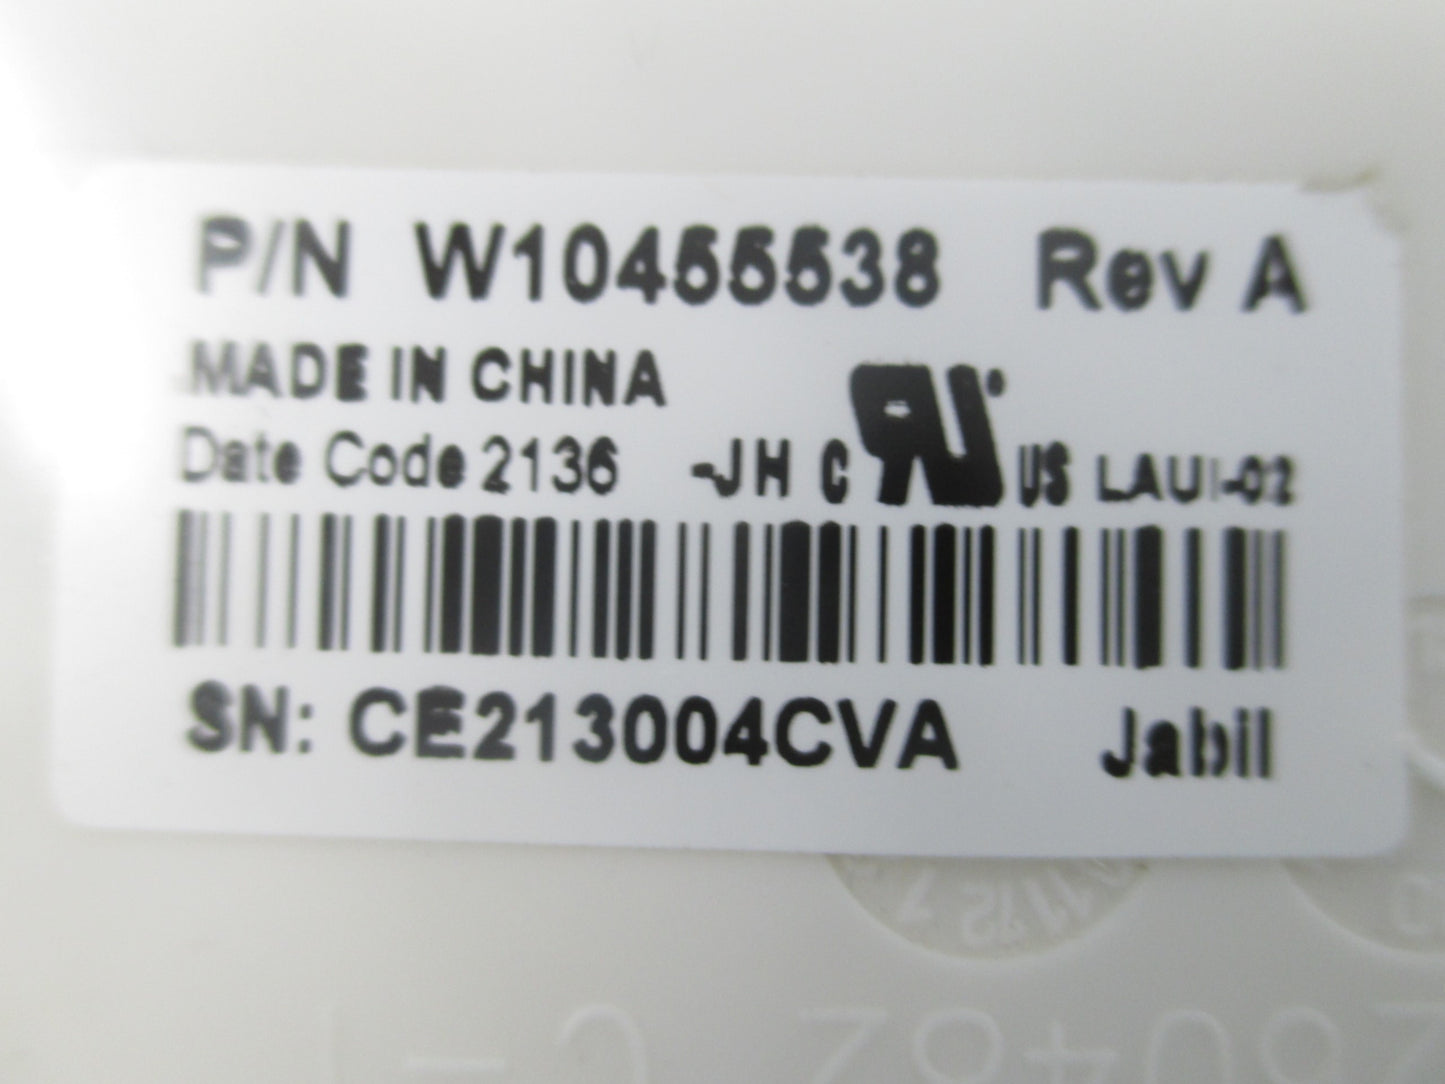 P/N W10455538 Rev A
MADE IN CHINA
Date Code 2136 -JH C US LAUI-02
SN: CE213004CVA Jabil